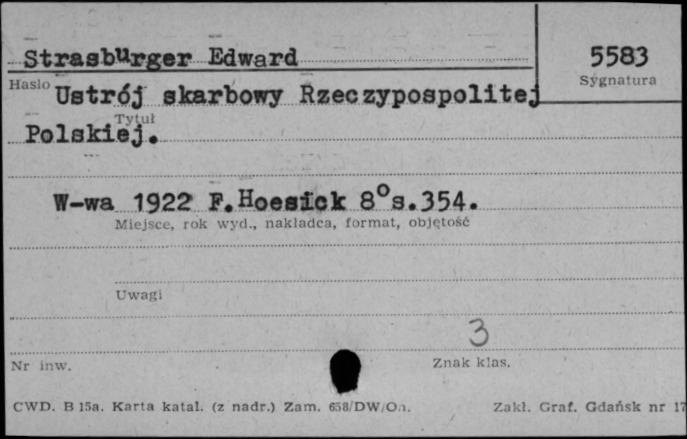 Strasburger Edward
5583
Hasło
Sygnatura
Ustrój skarbowy Rzeczypospolitej
Tytuł
Polskiej.
W-wa 1922 F.Hoesick 8° s.354.
Miejsce, rok wyd., nakładca, format, objętość
Uwagi
3
Nr inw.
Znak klas.
CWD. B 15a. Karta katal. (z nadr.) Zam. 658/DW/On. Zakł. Graf. Gdańsk nr 17